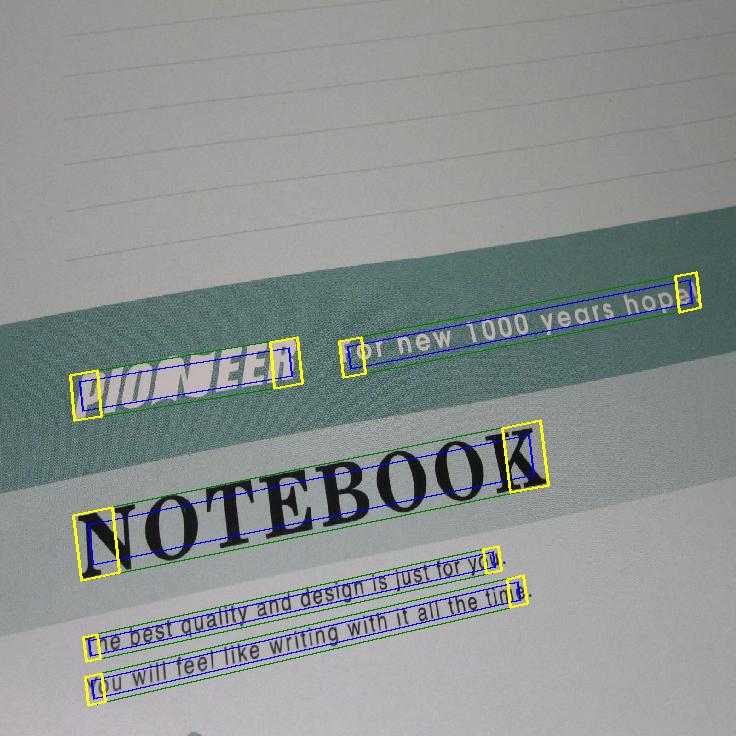 PIONEER
For new 1000 years hope!
NOTEBOOK
The best quality and design is just for you.
You will feel like writing with it all the time.